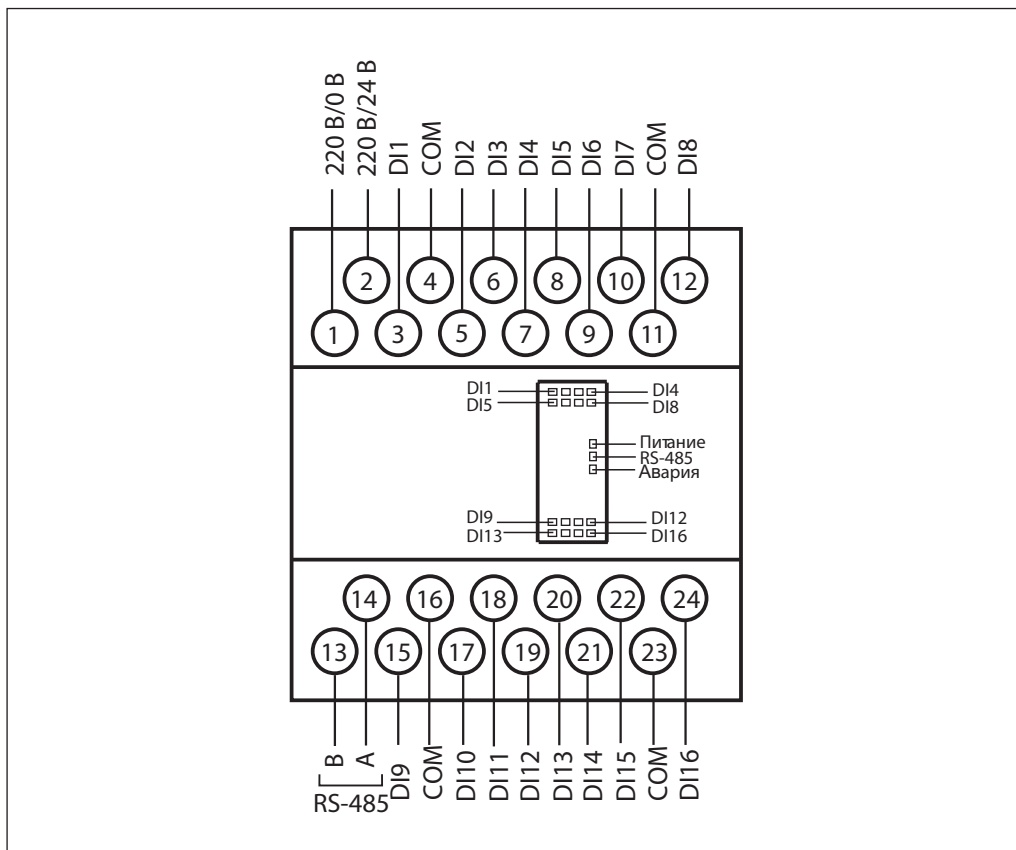 220 В/0 В
220 В/24 В
DI1
COM
DI2
DI3
DI4
DI5
DI6
DI7
COM
DI8
2 4 6 8 10 12
1 3 5 7 9 11
DI1 DI4
DI5 DI8
Питание
RS-485
Авария
DI9 DI12
DI13 DI16
14 16 18 20 22 24
13 15 17 19 21 23
B
A
RS-485
DI9
COM
DI10
DI11
DI12
DI13
DI14
DI15
COM
DI16